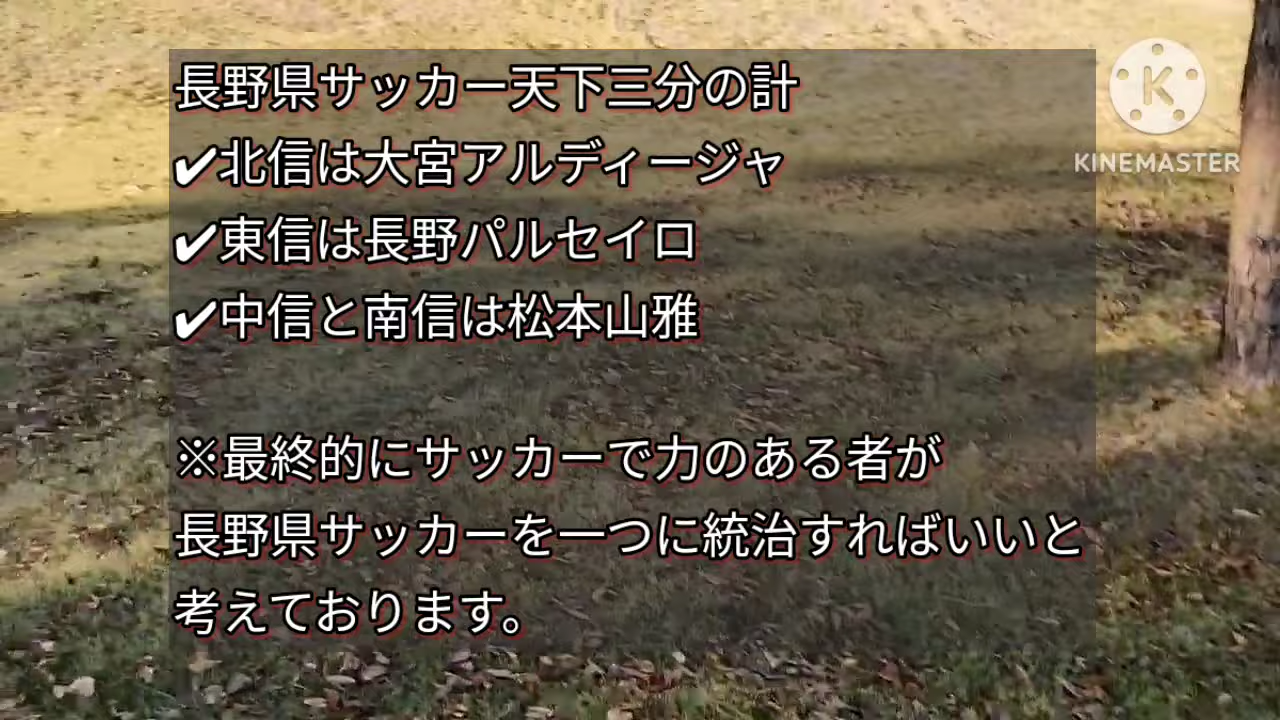 長野県サッカー天下三分の計
✔北信は大宮アルディージャ
✔東信は長野パルセイロ
✔中信と南信は松本山雅
※最終的にサッカーで力のある者が
長野県サッカーを一つに統治すればいいと
考えております。
K
KINEMASTER